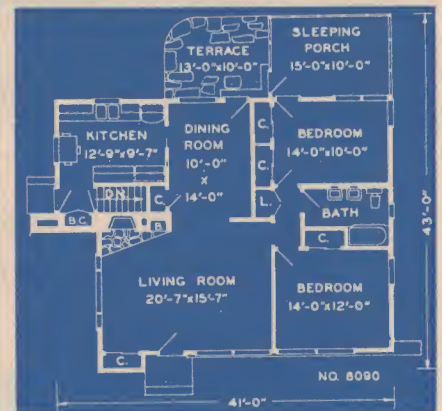 SLEEPING
PORCH
15'-0"x10'-0"
TERRACE
13'-0"x10'-0"
KITCHEN
12'-9"x9'-7"
DINING
ROOM
10'-0"
x
14'-0"
C.
BEDROOM
14'-0"x10'-0"
C.
DN.
C.
L.
BATH
B.C.
B.
C.
43'-0"
LIVING ROOM
20'-7"x15'-7"
BEDROOM
14'-0"x12'-0"
C.
NO. 6090
41'-0"